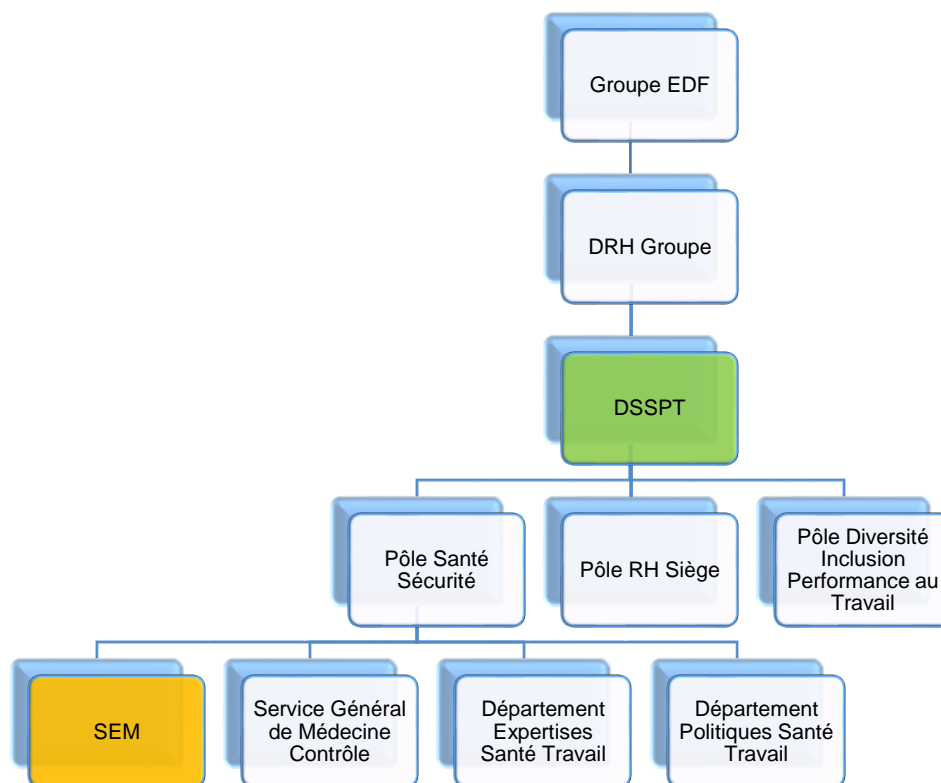 Groupe EDF
DRH Groupe
DSSPT
Pôle Santé
Sécurité
Pôle RH Siège
Pôle Diversité
Inclusion
Performance au
Travail
SEM
Service Général
de Médecine
Contrôle
Département
Expertises
Santé Travail
Département
Politiques Santé
Travail